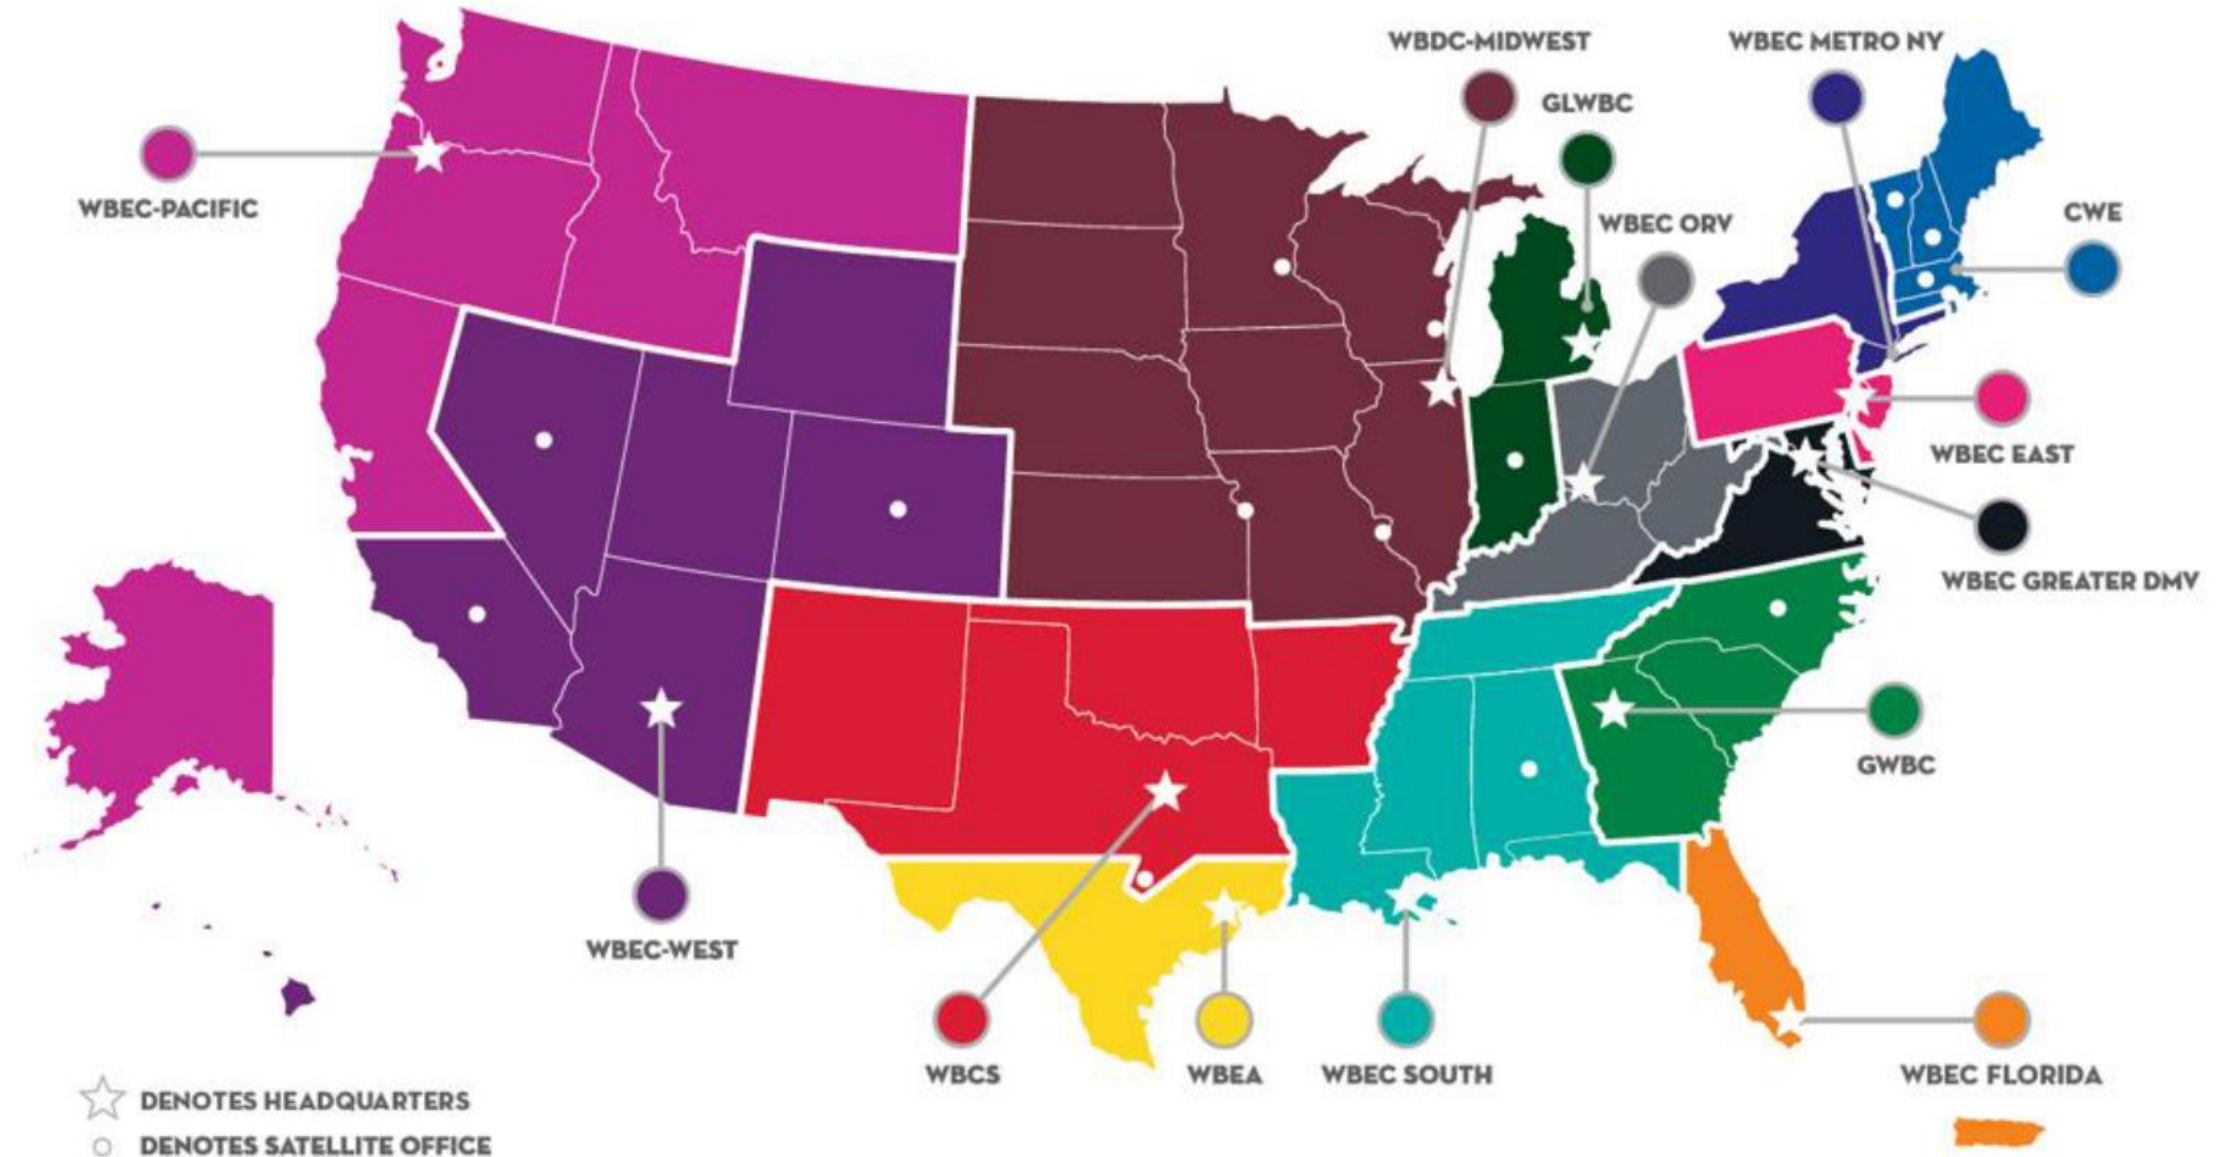 WBDC-MIDWEST
WBEC METRO NY
GLWBC
WBEC-PACIFIC
WBEC ORV
CWE
WBEC EAST
WBEC GREATER DMV
GWBC
WBEC-WEST
WBCS
WBEA
WBEC SOUTH
WBEC FLORIDA
DENOTES HEADQUARTERS
DENOTES SATELLITE OFFICE